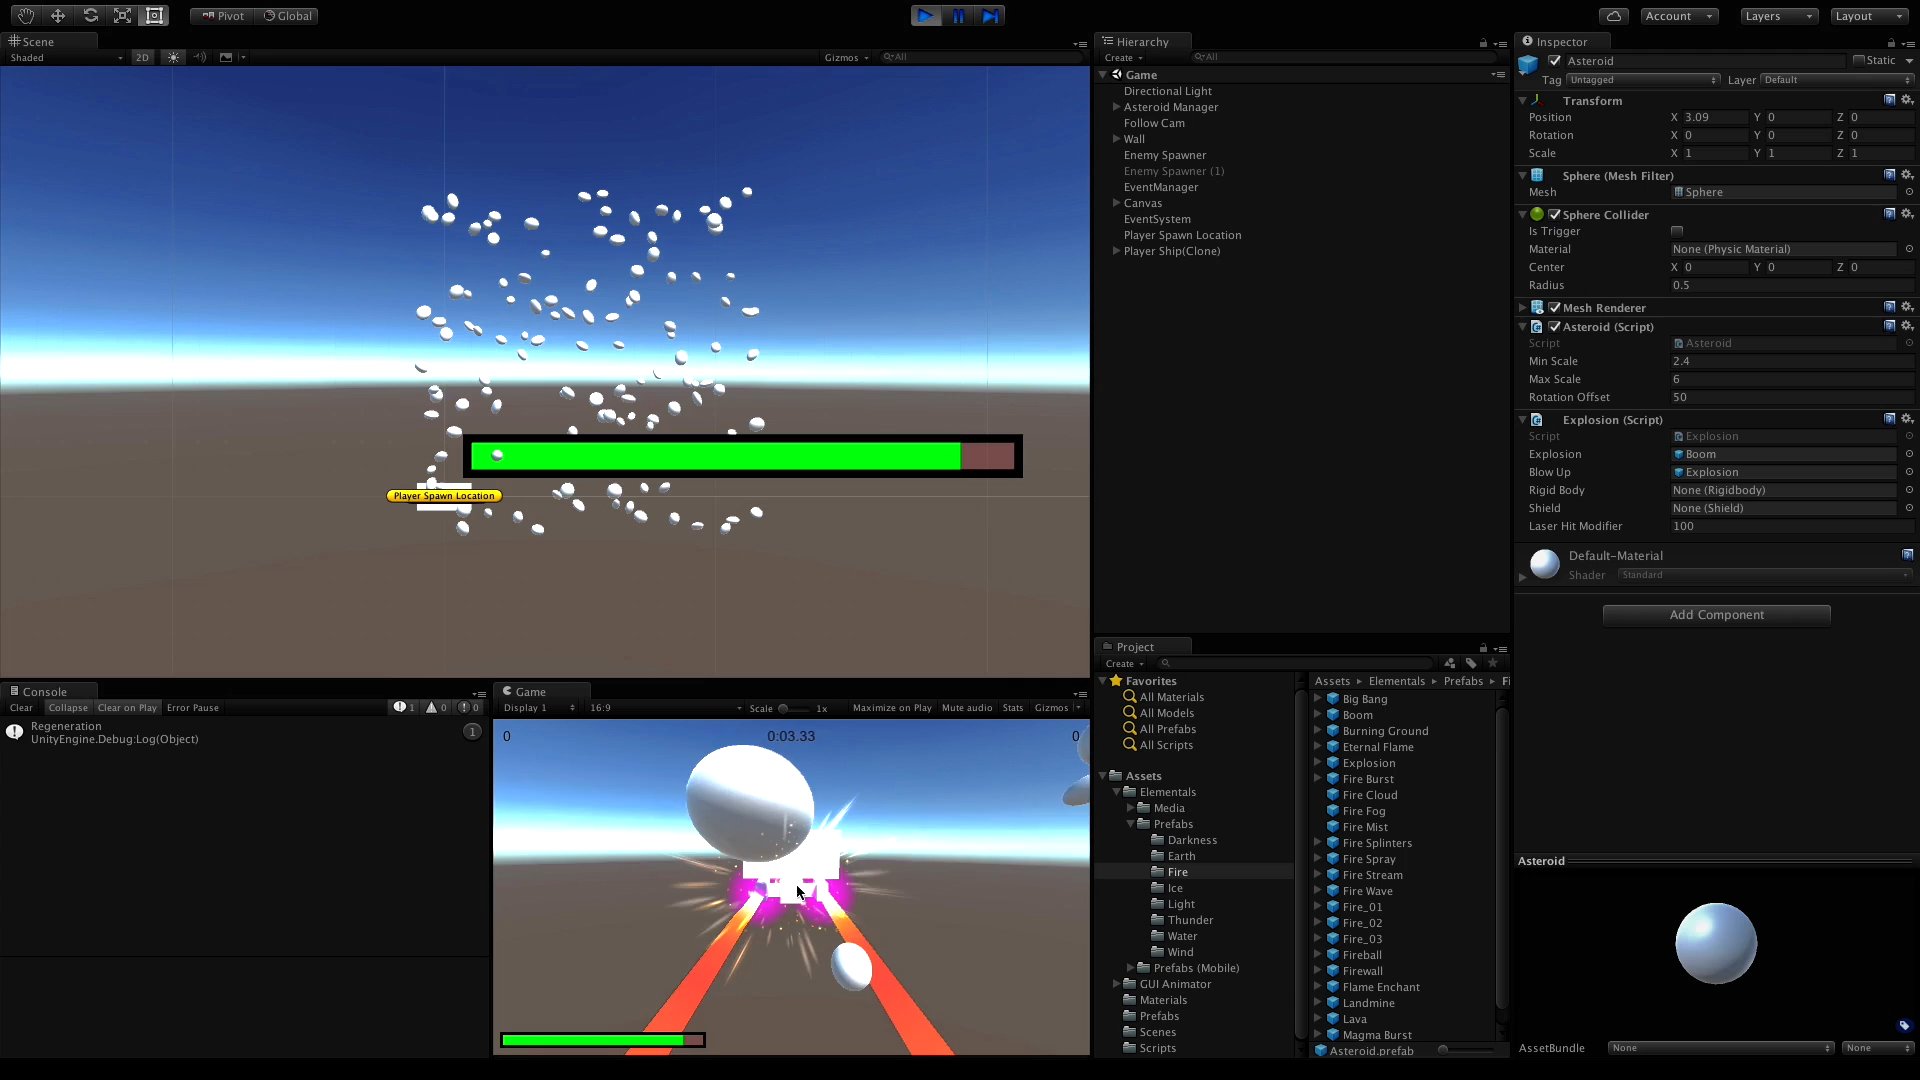 Pivot Global Account Layers Layout
Scene
Shaded 2D Gizmos All
Player Spawn Location
Console
Clear Collapse Clear on Play Error Pause 1 0 0
Regeneration
UnityEngine.Debug:Log(Object) 1
Game
Display 1 16:9 Scale 1x Maximize on Play Mute audio Stats Gizmos
0 0:03.33 0
Hierarchy
Create All
Game
Directional Light
Asteroid Manager
Follow Cam
Wall
Enemy Spawner
Enemy Spawner (1)
EventManager
Canvas
EventSystem
Player Spawn Location
Player Ship(Clone)
Project
Create
Favorites
All Materials
All Models
All Prefabs
All Scripts
Assets
Elementals
Media
Prefabs
Darkness
Earth
Fire
Ice
Light
Thunder
Water
Wind
Prefabs (Mobile)
GUI Animator
Materials
Prefabs
Scenes
Scripts
Assets Elementals Prefabs Fi
Big Bang
Boom
Burning Ground
Eternal Flame
Explosion
Fire Burst
Fire Cloud
Fire Fog
Fire Mist
Fire Splinters
Fire Spray
Fire Stream
Fire Wave
Fire_01
Fire_02
Fire_03
Fireball
Firewall
Flame Enchant
Landmine
Lava
Magma Burst
Asteroid.prefab
Inspector
Asteroid Static
Tag Untagged Layer Default
Transform
Position X 3.09 Y 0 Z 0
Rotation X 0 Y 0 Z 0
Scale X 1 Y 1 Z 1
Sphere (Mesh Filter)
Mesh Sphere
Sphere Collider
Is Trigger
Material None (Physic Material)
Center X 0 Y 0 Z 0
Radius 0.5
Mesh Renderer
Asteroid (Script)
Script Asteroid
Min Scale 2.4
Max Scale 6
Rotation Offset 50
Explosion (Script)
Script Explosion
Explosion Boom
Blow Up Explosion
Rigid Body None (Rigidbody)
Shield None (Shield)
Laser Hit Modifier 100
Default-Material
Shader Standard
Add Component
Asteroid
AssetBundle None None